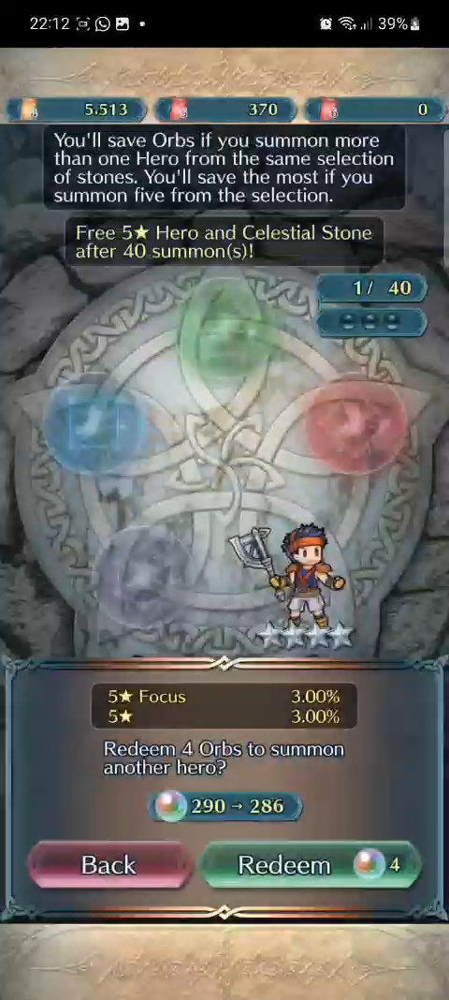 22:12
39%
4 5,513
5 370
6 0
You'll save Orbs if you summon more
than one Hero from the same selection
of stones. You'll save the most if you
summon five from the selection.
Free 5★ Hero and Celestial Stone
after 40 summon(s)!
1/ 40
5★ Focus 3.00%
5★ 3.00%
Redeem 4 Orbs to summon
another hero?
290 → 286
Back
Redeem 4